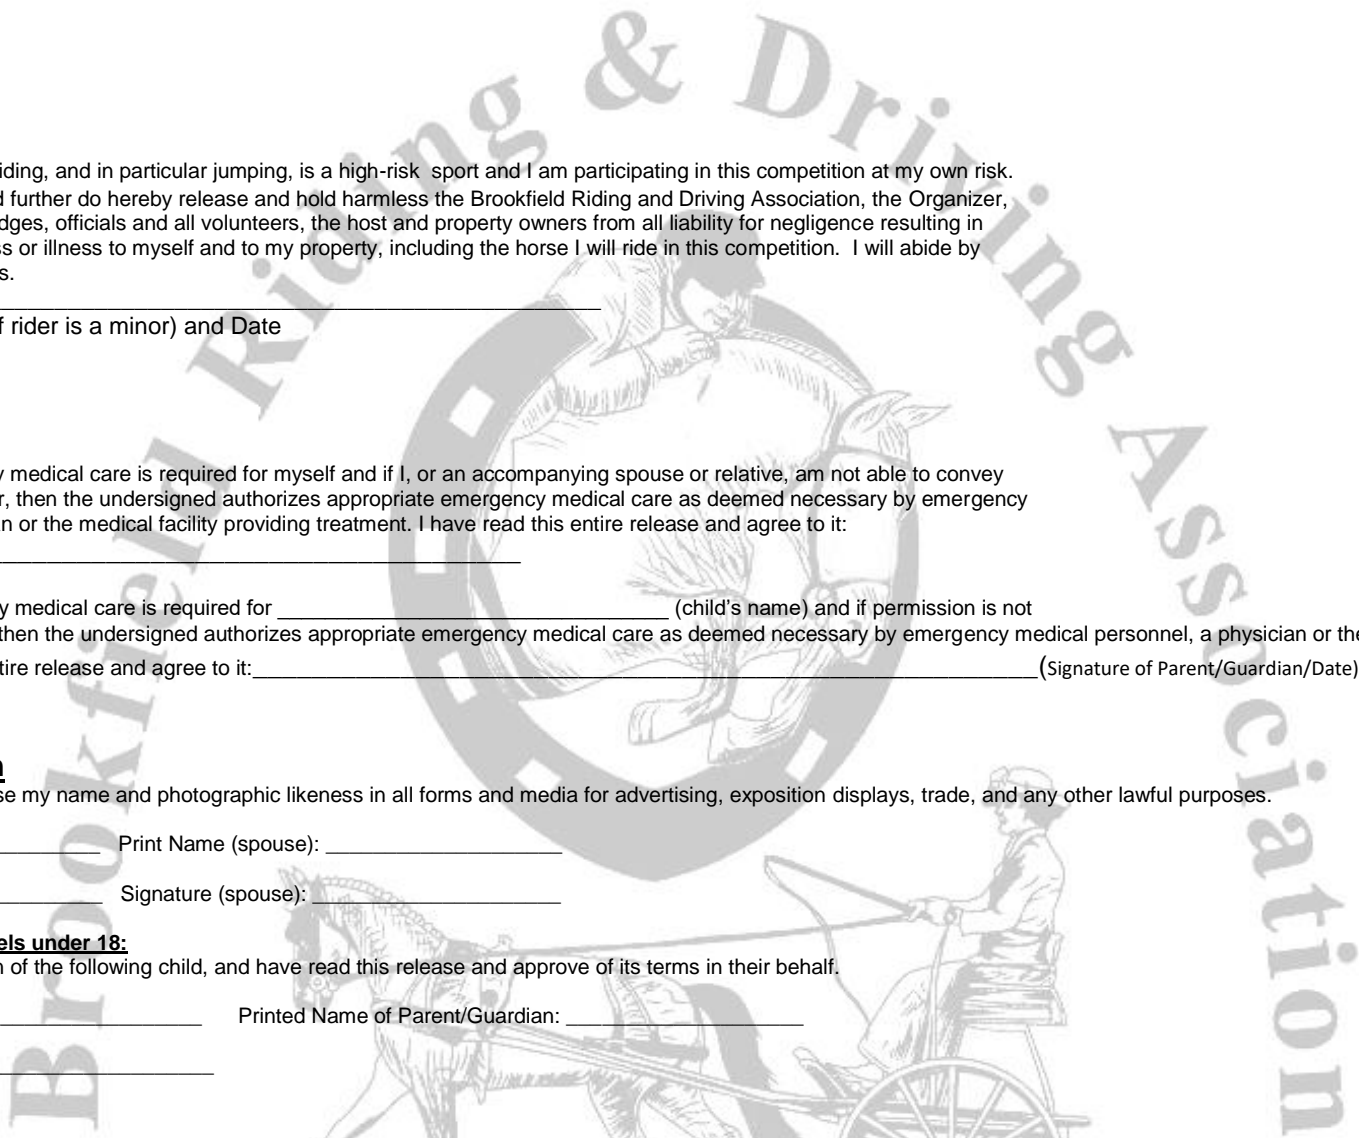 Brookfield Riding & Driving Association
iding, and in particular jumping, is a high-risk sport and I am participating in this competition at my own risk.
d further do hereby release and hold harmless the Brookfield Riding and Driving Association, the Organizer,
dges, officials and all volunteers, the host and property owners from all liability for negligence resulting in
ss or illness to myself and to my property, including the horse I will ride in this competition. I will abide by
s.
f rider is a minor) and Date
y medical care is required for myself and if I, or an accompanying spouse or relative, am not able to convey
r, then the undersigned authorizes appropriate emergency medical care as deemed necessary by emergency
an or the medical facility providing treatment. I have read this entire release and agree to it:
y medical care is required for ________________________________ (child's name) and if permission is not
then the undersigned authorizes appropriate emergency medical care as deemed necessary by emergency medical personnel, a physician or the
tire release and agree to it:________________________________________________________________(Signature of Parent/Guardian/Date)
n
se my name and photographic likeness in all forms and media for advertising, exposition displays, trade, and any other lawful purposes.
_________ Print Name (spouse): ____________________
_________ Signature (spouse): _____________________
els under 18:
n of the following child, and have read this release and approve of its terms in their behalf.
_________________ Printed Name of Parent/Guardian: ____________________